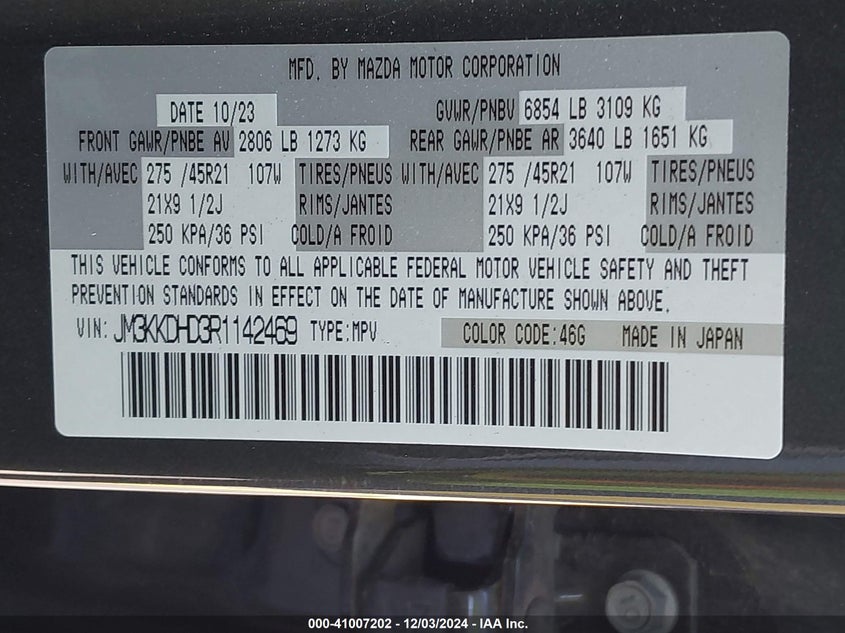 MFD. BY MAZDA MOTOR CORPORATION
DATE 10/23 GVWR/PNBV 6854 LB 3109 KG
FRONT GAWR/PNBE AV 2806 LB 1273 KG REAR GAWR/PNBE AR 3640 LB 1651 KG
WITH/AVEC 275 /45R21 107W TIRES/PNEUS WITH/AVEC 275 /45R21 107W TIRES/PNEUS
21X9 1/2J RIMS/JANTES 21X9 1/2J RIMS/JANTES
250 KPA/36 PSI COLD/A FROID 250 KPA/36 PSI COLD/A FROID
THIS VEHICLE CONFORMS TO ALL APPLICABLE FEDERAL MOTOR VEHICLE SAFETY AND THEFT
PREVENTION STANDARDS IN EFFECT ON THE DATE OF MANUFACTURE SHOWN ABOVE.
VIN: JM3KKDHD3R1142469 TYPE:MPV COLOR CODE:46G MADE IN JAPAN
000-41007202 - 12/03/2024 - IAA Inc.